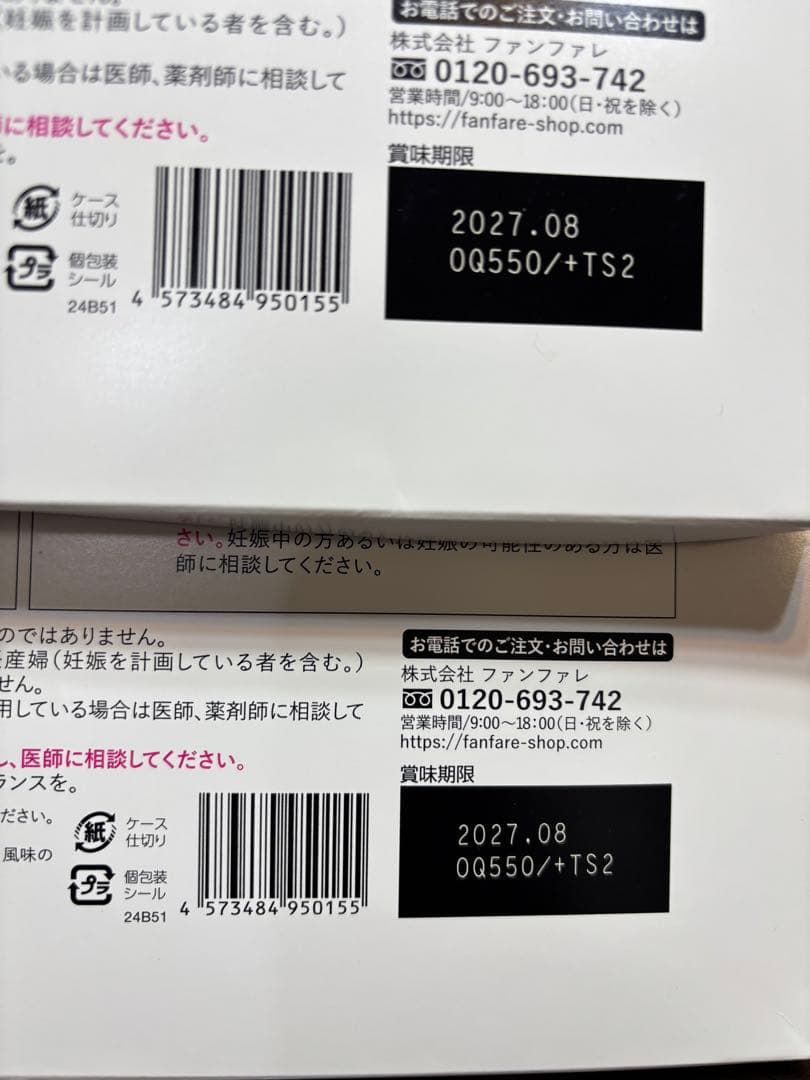 (妊娠を計画している者を含む。)
いる場合は医師、薬剤師に相談して
に相談してください。
を。
紙
ケース
仕切り
プラ
個包装
シール
24B51
4 573484 950155
お電話でのご注文・お問い合わせは
株式会社 ファンファレ
0120-693-742
営業時間/9:00〜18:00(日・祝を除く)
https://fanfare-shop.com
賞味期限
2027.08
0Q550/+TS2
さい。妊娠中の方あるいは妊娠の可能性のある方は医
師に相談してください。
のではありません。
産婦(妊娠を計画している者を含む。)
せん。
用している場合は医師、薬剤師に相談して
し、医師に相談してください。
ランスを。
ださい。
風味の
紙
ケース
仕切り
プラ
個包装
シール
24B51
4 573484 950155
お電話でのご注文・お問い合わせは
株式会社 ファンファレ
0120-693-742
営業時間/9:00〜18:00(日・祝を除く)
https://fanfare-shop.com
賞味期限
2027.08
0Q550/+TS2